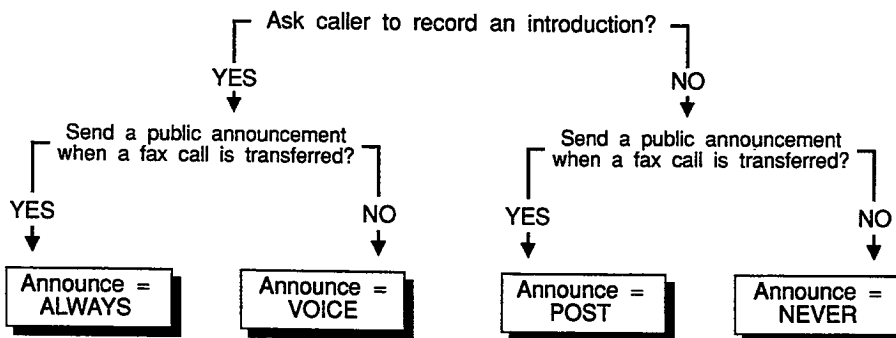 Ask caller to record an introduction?
YES
NO
Send a public announcement
when a fax call is transferred?
Send a public announcement
when a fax call is transferred?
YES
NO
YES
NO
Announce =
ALWAYS
Announce =
VOICE
Announce =
POST
Announce =
NEVER